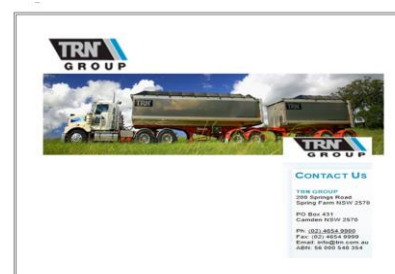 TRN
GROUP
TRN
TRN
GROUP
CONTACT US
TRN GROUP
200 Springs Road
Spring Farm NSW 2570
PO Box 431
Camden NSW 2570
Ph: (02) 4654 9900
Fax: (02) 4654 9999
Email: info@trn.com.au